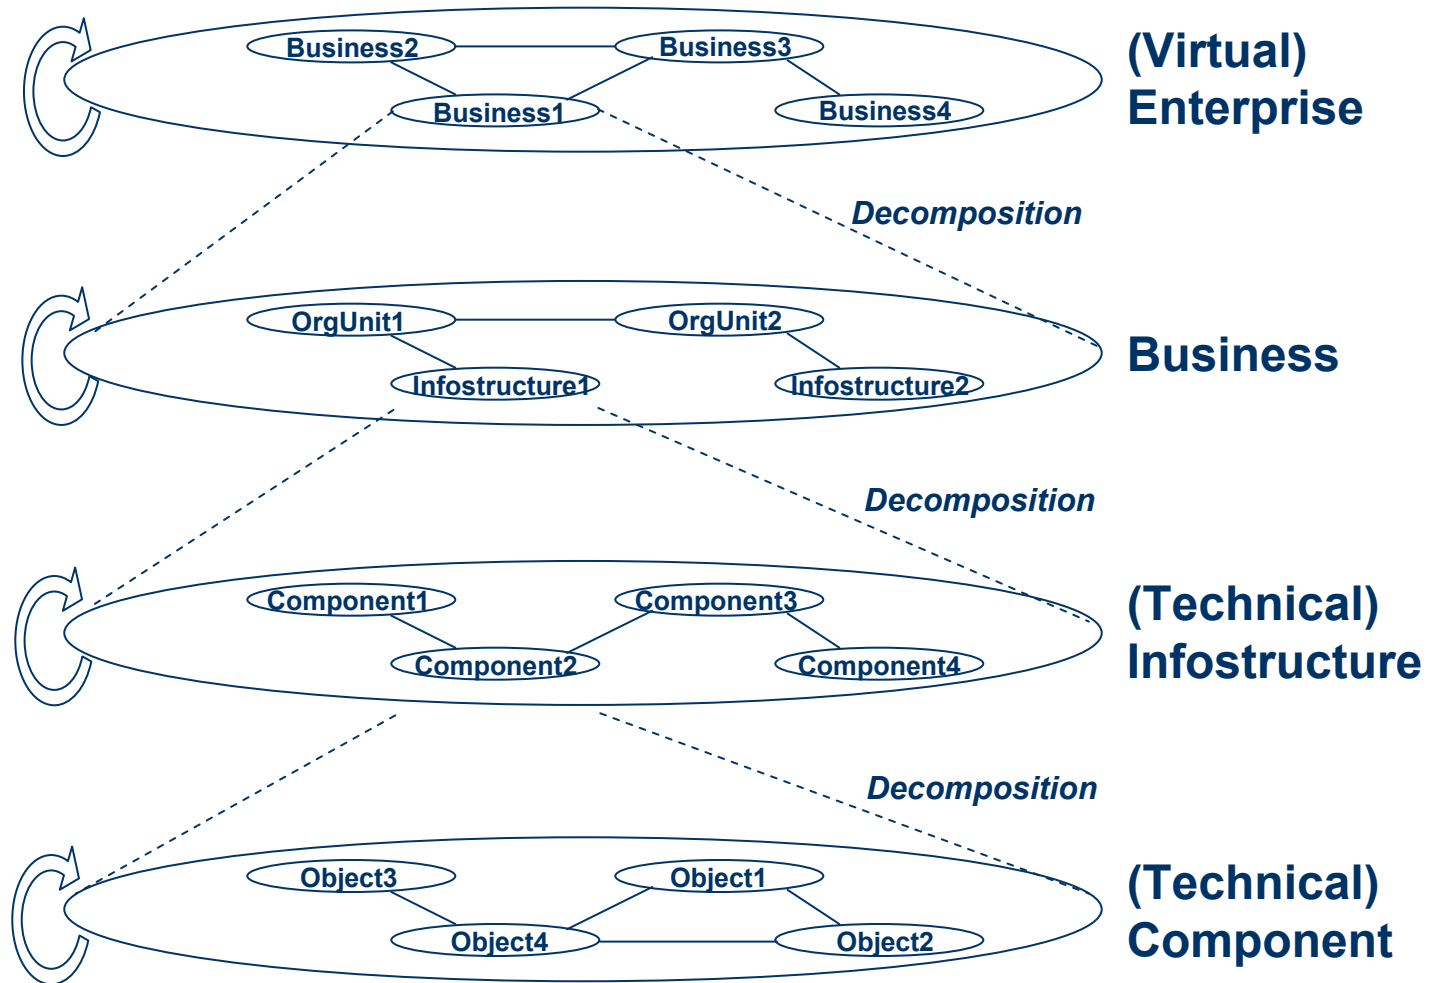 Business2
Business3
(Virtual)
Enterprise
Business1
Business4
Decomposition
OrgUnit1
OrgUnit2
Business
Infostructure1
Infostructure2
Decomposition
Component1
Component3
(Technical)
Infostructure
Component2
Component4
Decomposition
Object3
Object1
(Technical)
Component
Object4
Object2